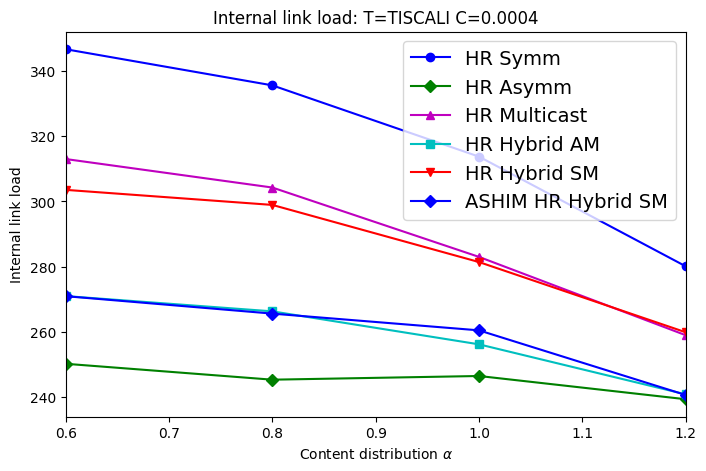 Internal link load: T=TISCALI C=0.0004
Internal link load
340
320
300
280
260
240
HR Symm
HR Asymm
HR Multicast
HR Hybrid AM
HR Hybrid SM
ASHIM HR Hybrid SM
0.6 0.7 0.8 0.9 1.0 1.1 1.2
Content distribution α